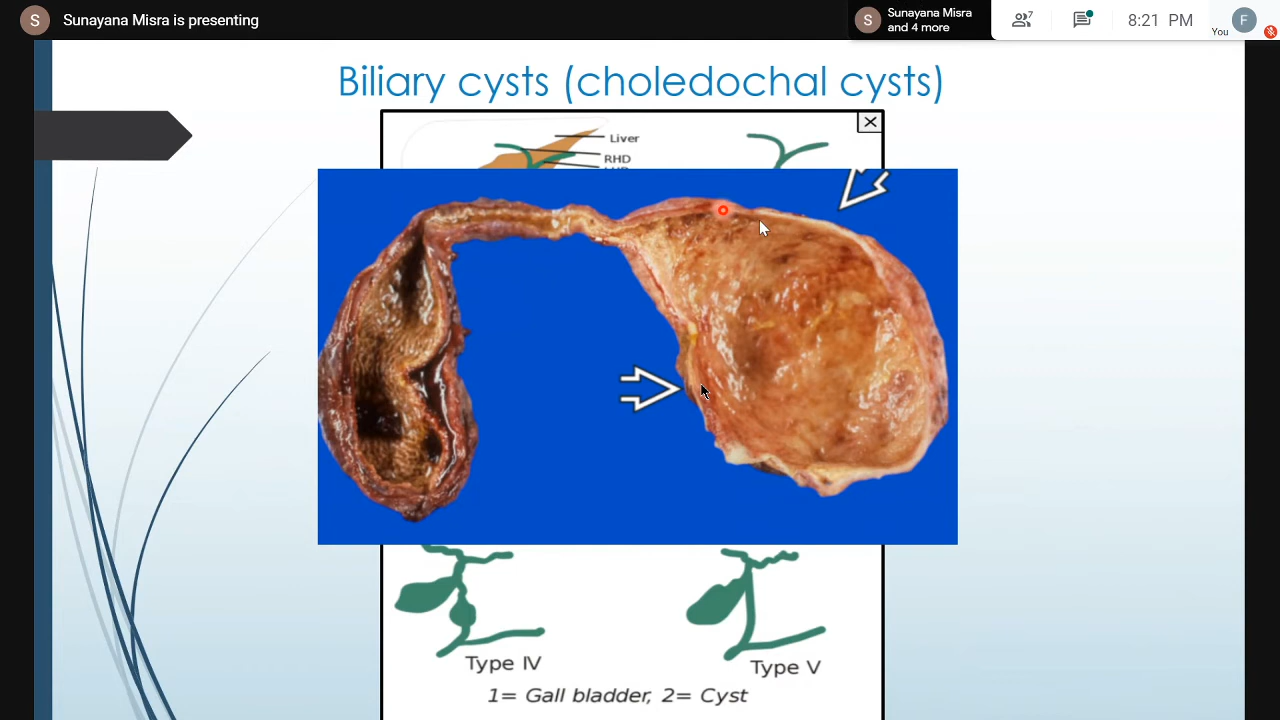 S Sunayana Misra is presenting
S Sunayana Misra and 4 more
7
8:21 PM
You
F
Biliary cysts (choledochal cysts)
Liver
RHD
Type IV
Type V
1= Gall bladder, 2= Cyst